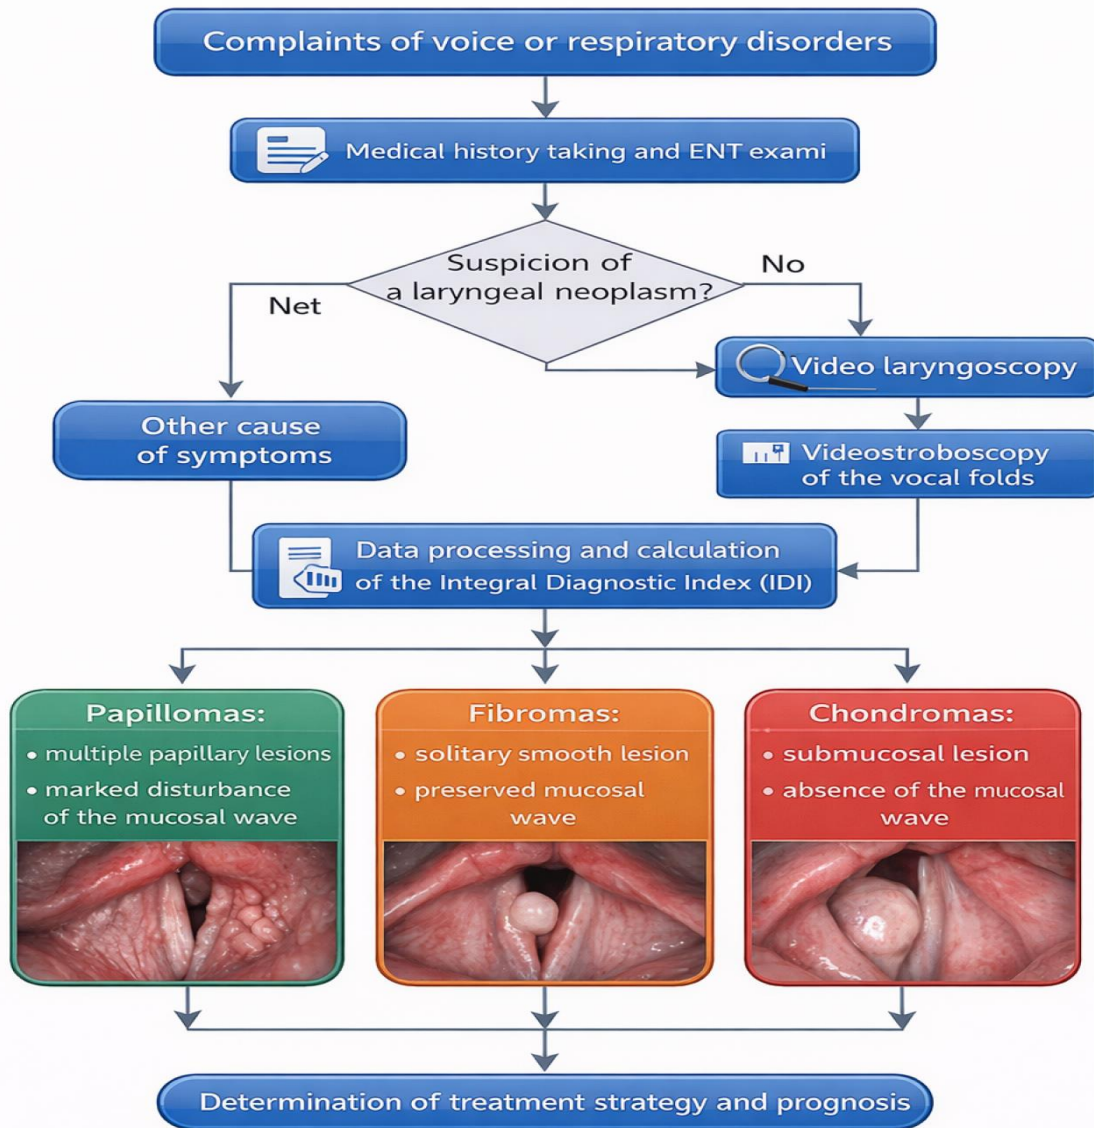 Complaints of voice or respiratory disorders
Medical history taking and ENT exami
Suspicion of
a laryngeal neoplasm?
No
Net
Video laryngoscopy
Other cause
of symptoms
Videostroboscopy
of the vocal folds
Data processing and calculation
of the Integral Diagnostic Index (IDI)
Papillomas:
• multiple papillary lesions
• marked disturbance
of the mucosal wave
Fibromas:
• solitary smooth lesion
• preserved mucosal
wave
Chondromas:
• submucosal lesion
• absence of the mucosal
wave
Determination of treatment strategy and prognosis